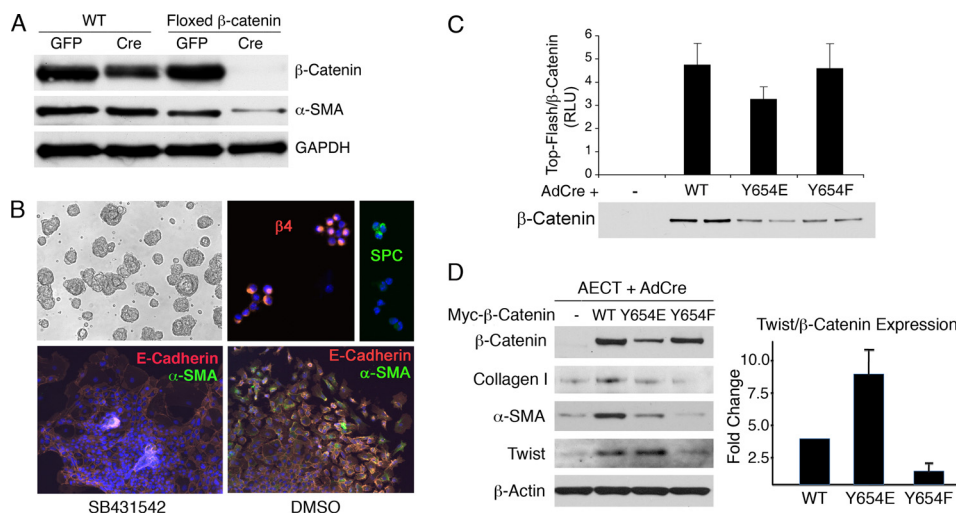 A
WT Floxed β-catenin
GFP Cre GFP Cre
β-Catenin
α-SMA
GAPDH
B
β4
SPC
E-Cadherin
α-SMA
E-Cadherin
α-SMA
SB431542 DMSO
C
Top-Flash/β-Catenin
(RLU)
6
5
4
3
2
1
0
AdCre + - WT Y654E Y654F
β-Catenin
D
AECT + AdCre
Myc-β-Catenin - WT Y654E Y654F
β-Catenin
Collagen I
α-SMA
Twist
β-Actin
Twist/β-Catenin Expression
Fold Change
10.0
7.5
5.0
2.5
WT Y654E Y654F